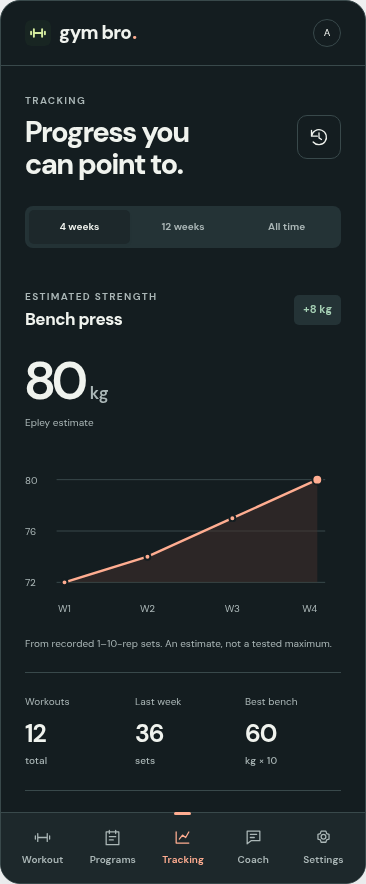 gym bro.
A
TRACKING
Progress you
can point to.
4 weeks
12 weeks
All time
ESTIMATED STRENGTH
Bench press
+8 kg
80 kg
Epley estimate
80
76
72
W1 W2 W3 W4
From recorded 1–10-rep sets. An estimate, not a tested maximum.
Workouts
12
total
Last week
36
sets
Best bench
60
kg × 10
Workout
Programs
Tracking
Coach
Settings